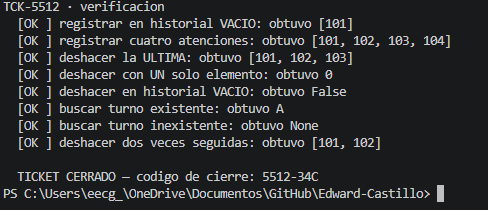 TCK-5512 · verificacion
[OK ] registrar en historial VACIO: obtuvo [101]
[OK ] registrar cuatro atenciones: obtuvo [101, 102, 103, 104]
[OK ] deshacer la ULTIMA: obtuvo [101, 102, 103]
[OK ] deshacer con UN solo elemento: obtuvo 0
[OK ] deshacer en historial VACIO: obtuvo False
[OK ] buscar turno existente: obtuvo A
[OK ] buscar turno inexistente: obtuvo None
[OK ] deshacer dos veces seguidas: obtuvo [101, 102]
TICKET CERRADO — codigo de cierre: 5512-34C
PS C:\Users\eecg_\OneDrive\Documentos\GitHub\Edward-Castillo>